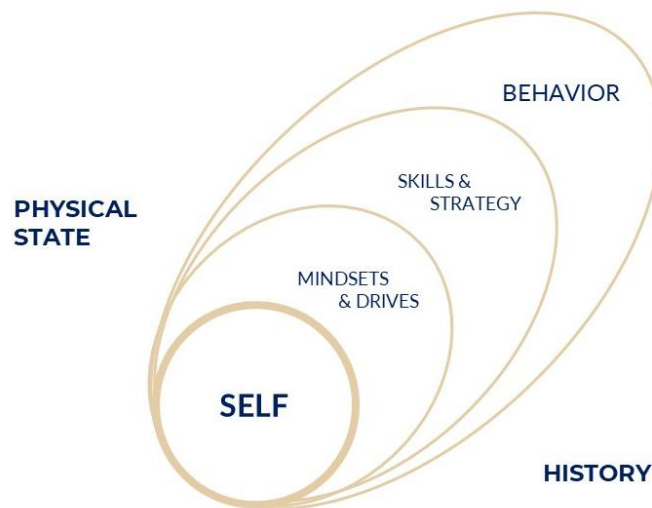 BEHAVIOR
SKILLS &
STRATEGY
PHYSICAL
STATE
MINDSETS
& DRIVES
SELF
HISTORY